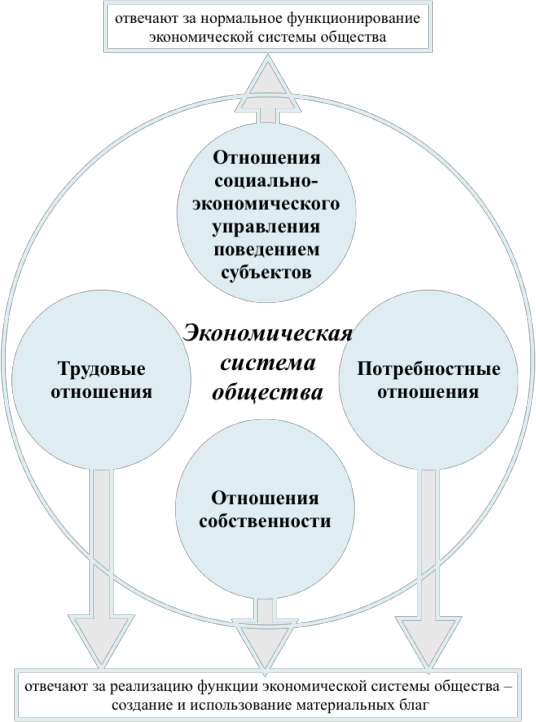 отвечают за нормальное функционирование
экономической системы общества
Отношения
социально-
экономического
управления
поведением
субъектов
Экономическая
система
общества
Трудовые
отношения
Потребностные
отношения
Отношения
собственности
отвечают за реализацию функции экономической системы общества –
создание и использование материальных благ